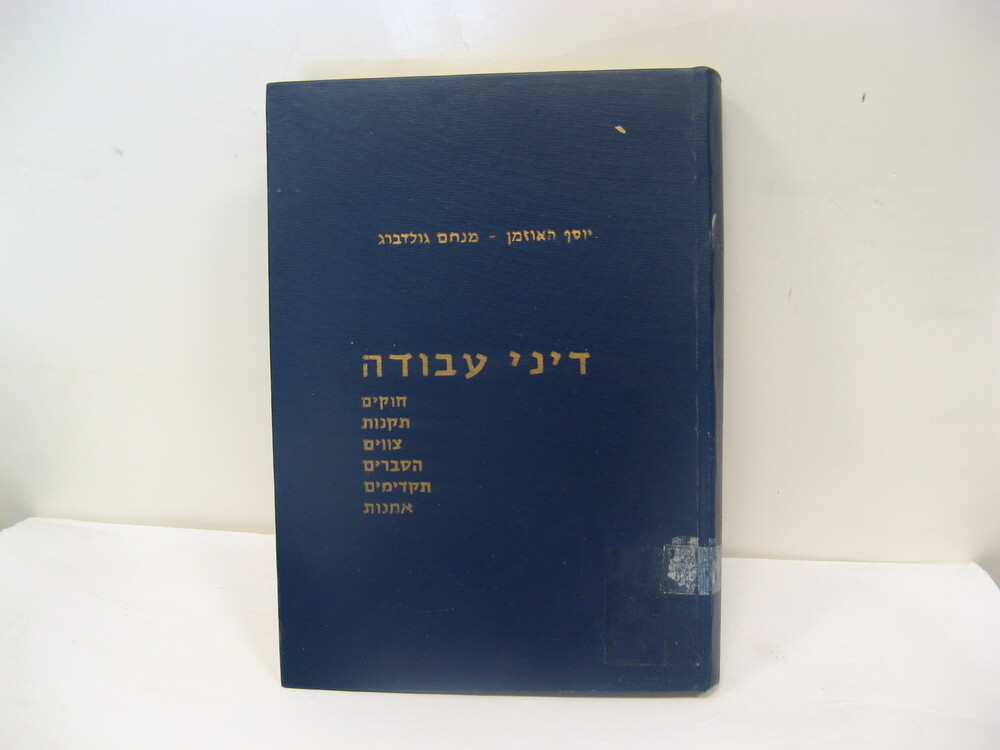 יוסף האוזמן - מנחם גולדברג
דיני עבודה
חוקים
תקנות
צווים
הסברים
תקדימים
אמנות